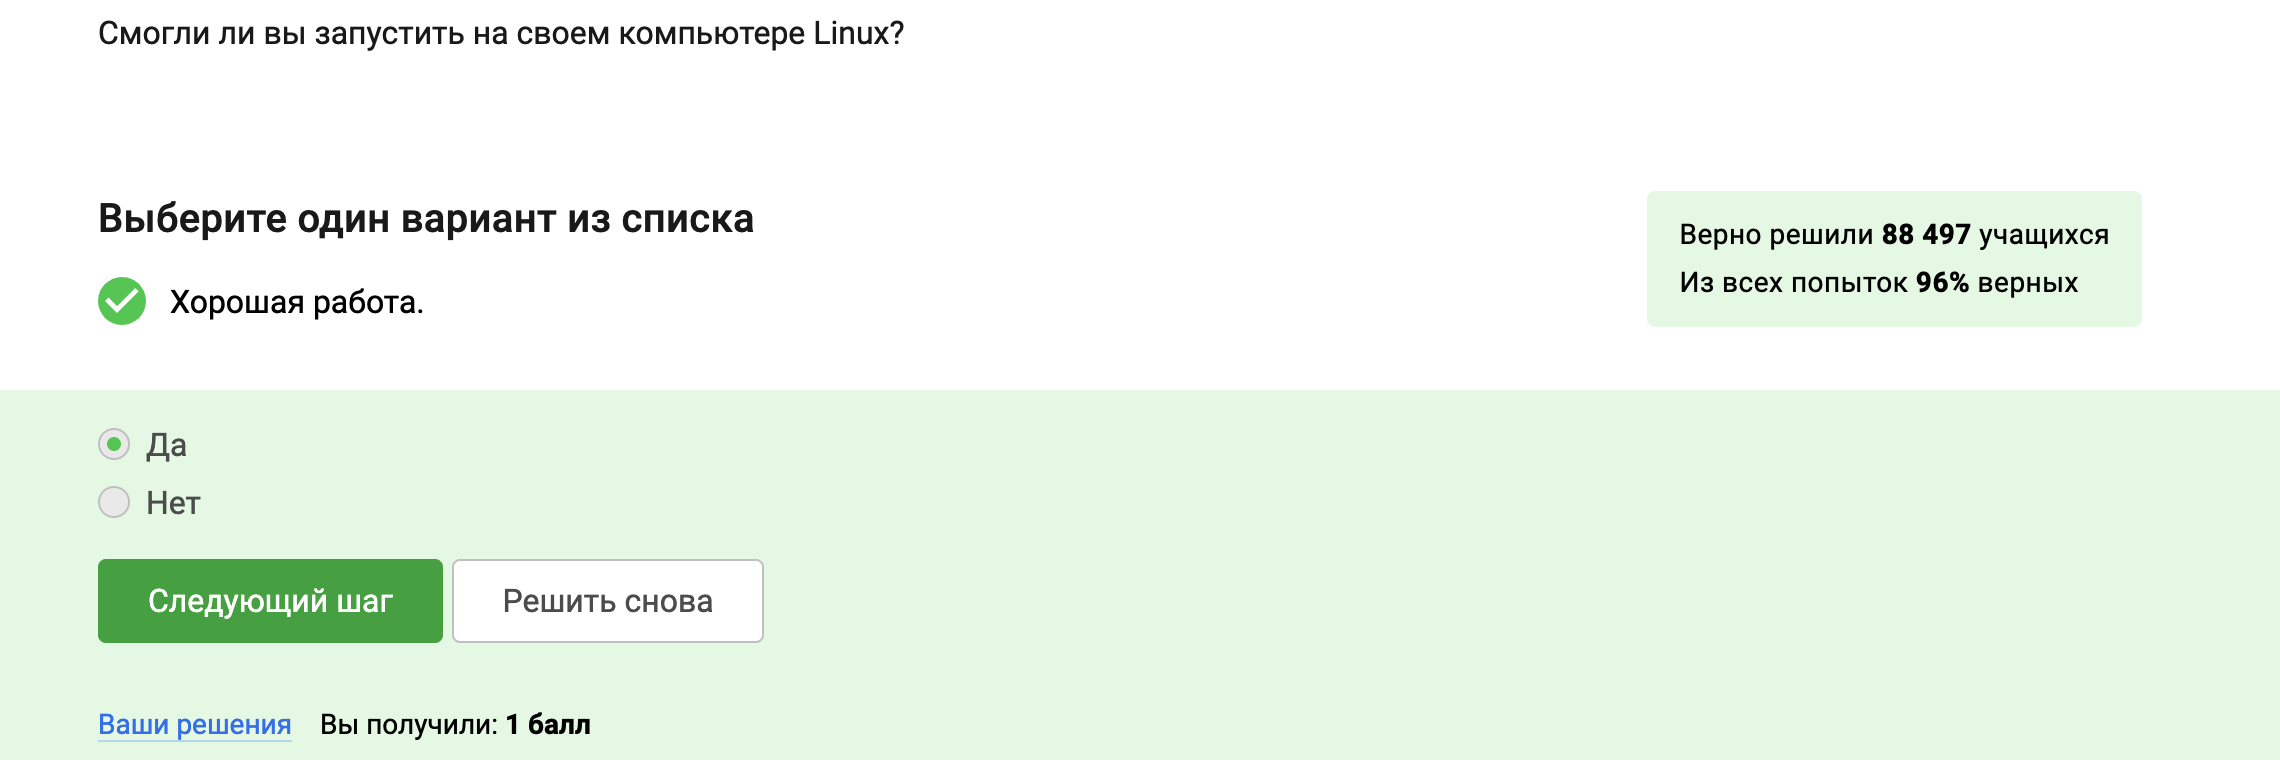 Смогли ли вы запустить на своем компьютере Linux?
Выберите один вариант из списка
Хорошая работа.
Верно решили 88 497 учащихся
Из всех попыток 96% верных
Да
Нет
Следующий шаг
Решить снова
Ваши решения
Вы получили: 1 балл